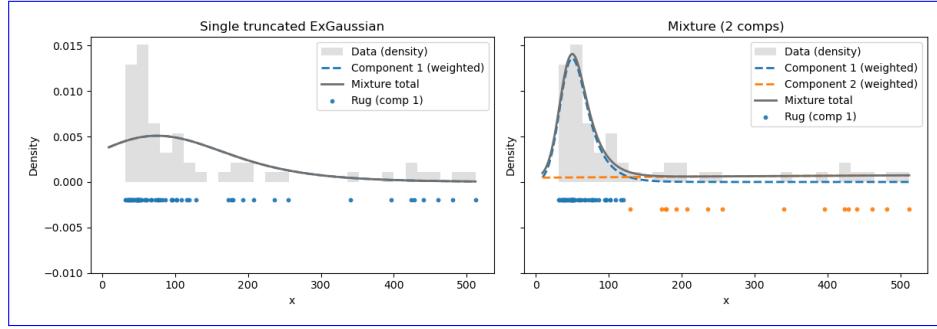 Single truncated ExGaussian
Data (density)
Component 1 (weighted)
Mixture total
Rug (comp 1)
0.015
0.010
0.005
0.000
−0.005
−0.010
Density
0
100
200
300
400
500
x
Mixture (2 comps)
Data (density)
Component 1 (weighted)
Component 2 (weighted)
Mixture total
Rug (comp 1)
Density
0
100
200
300
400
500
x